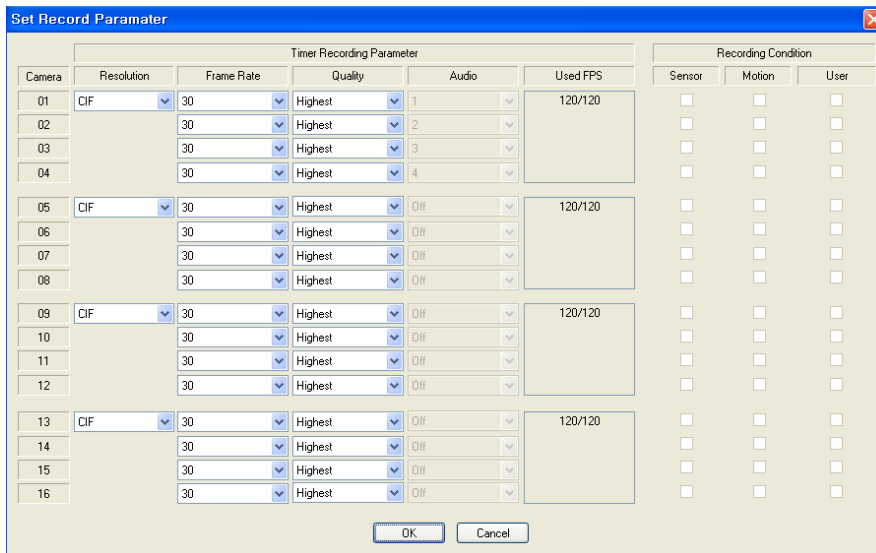 Set Record Paramater
Timer Recording Parameter Recording Condition
Camera Resolution Frame Rate Quality Audio Used FPS Sensor Motion User
01 CIF 30 Highest 1 120/120
02 30 Highest 2
03 30 Highest 3
04 30 Highest 4
05 CIF 30 Highest Off 120/120
06 30 Highest Off
07 30 Highest Off
08 30 Highest Off
09 CIF 30 Highest Off 120/120
10 30 Highest Off
11 30 Highest Off
12 30 Highest Off
13 CIF 30 Highest Off 120/120
14 30 Highest Off
15 30 Highest Off
16 30 Highest Off
OK Cancel